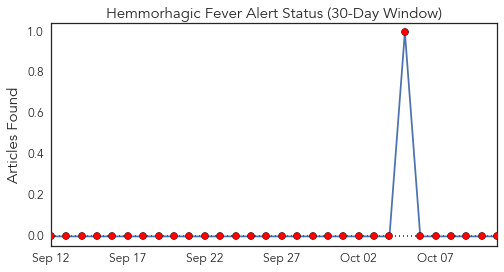 Hemmorhagic Fever Alert Status (30-Day Window)
Articles Found
1.0
0.8
0.6
0.4
0.2
0.0
Sep 12 Sep 17 Sep 22 Sep 27 Oct 02 Oct 07